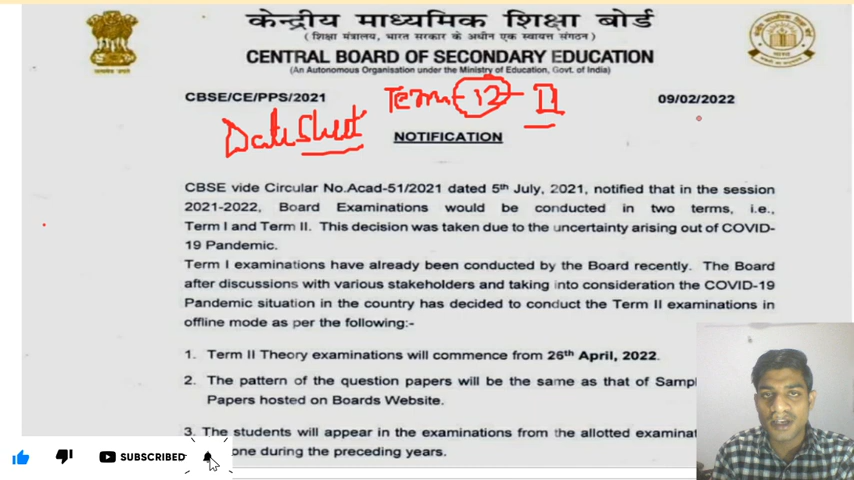 केन्द्रीय माध्यमिक शिक्षा बोर्ड
(शिक्षा मंत्रालय, भारत सरकार के अधीन एक स्वायत्त संगठन)
CENTRAL BOARD OF SECONDARY EDUCATION
(An Autonomous Organisation under the Ministry of Education, Govt. of India)
CBSE/CE/PPS/2021
Term - 12 - II
09/02/2022
Date Sheet
NOTIFICATION
CBSE vide Circular No.Acad-51/2021 dated 5th July, 2021, notified that in the session
2021-2022, Board Examinations would be conducted in two terms, i.e.,
Term I and Term II. This decision was taken due to the uncertainty arising out of COVID-
19 Pandemic.
Term I examinations have already been conducted by the Board recently. The Board
after discussions with various stakeholders and taking into consideration the COVID-19
Pandemic situation in the country has decided to conduct the Term II examinations in
offline mode as per the following:-
1. Term II Theory examinations will commence from 26th April, 2022.
2. The pattern of the question papers will be the same as that of Sampl
Papers hosted on Boards Website.
3. The students will appear in the examinations from the allotted examinat
one during the preceding years.
SUBSCRIBED